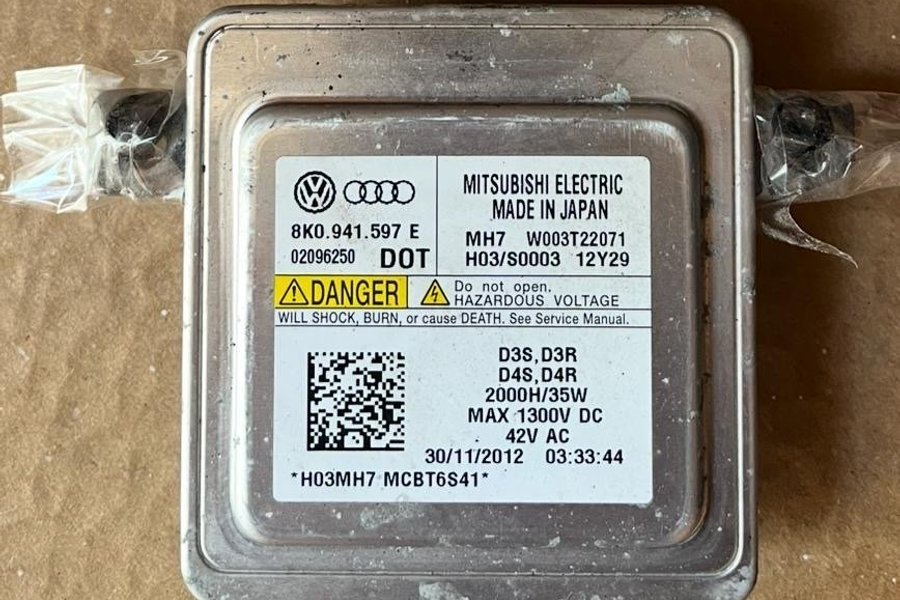 8K0.941.597 E
02096250 DOT
MITSUBISHI ELECTRIC
MADE IN JAPAN
MH7 W003T22071
H03/S0003 12Y29
DANGER
Do not open.
HAZARDOUS VOLTAGE
WILL SHOCK, BURN, or cause DEATH. See Service Manual.
D3S, D3R
D4S, D4R
2000H/35W
MAX 1300V DC
42V AC
30/11/2012 03:33:44
*H03MH7 MCBT6S41*